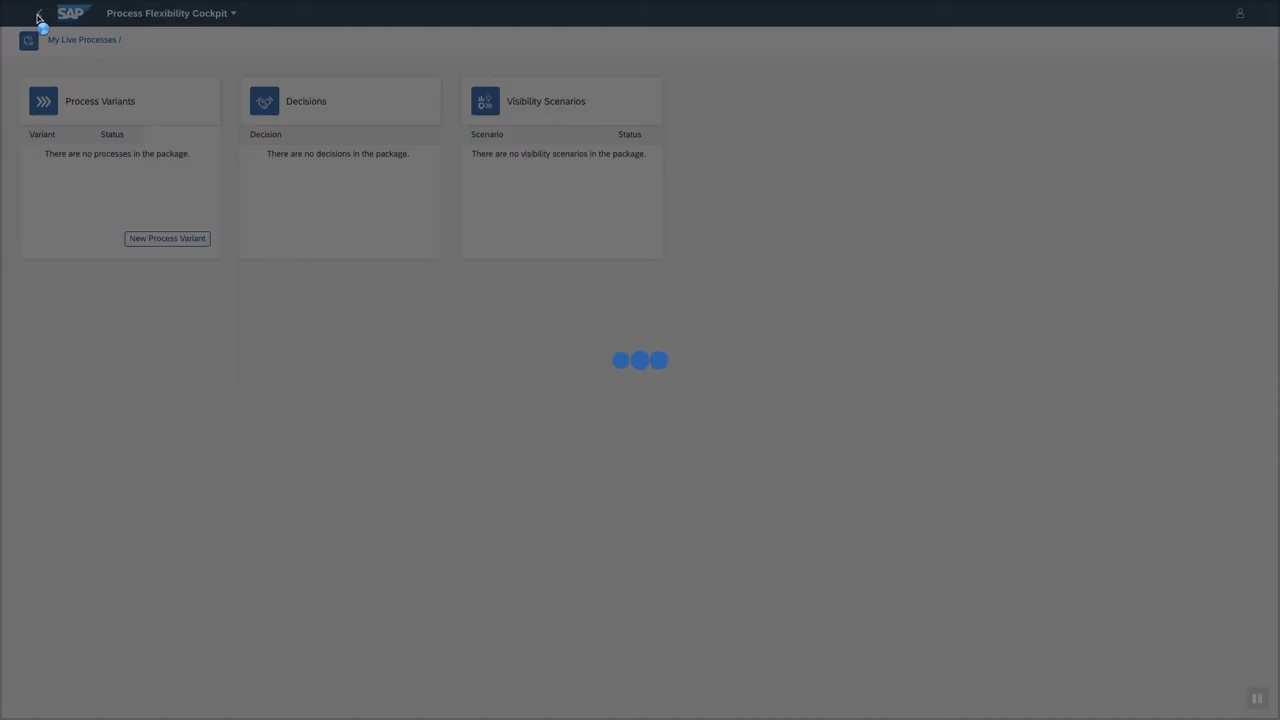 SAP Process Flexibility Cockpit
My Live Processes /
Process Variants
Variant Status
There are no processes in the package.
New Process Variant
Decisions
Decision
There are no decisions in the package.
Visibility Scenarios
Scenario Status
There are no visibility scenarios in the package.